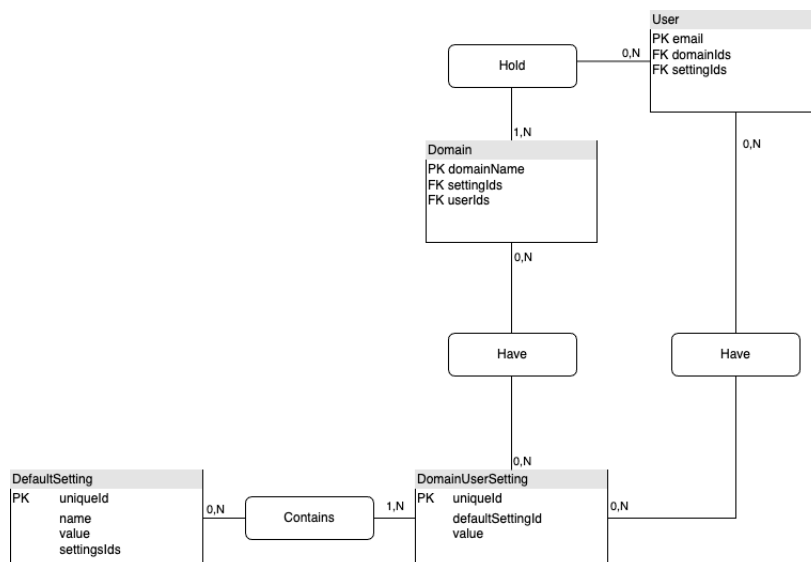 User
PK email
FK domainIds
FK settingIds
0,N
Hold
1,N
0,N
Domain
PK domainName
FK settingIds
FK userIds
0,N
Have
Have
0,N
DefaultSetting
PK uniqueId
name
value
settingsIds
0,N
Contains
1,N
DomainUserSetting
PK uniqueId
defaultSettingId
value
0,N